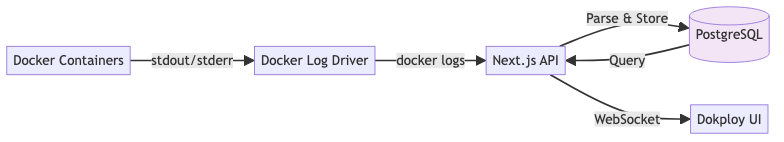 Docker Containers
stdout/stderr
Docker Log Driver
docker logs
Next.js API
Parse & Store
PostgreSQL
Query
WebSocket
Dokploy UI